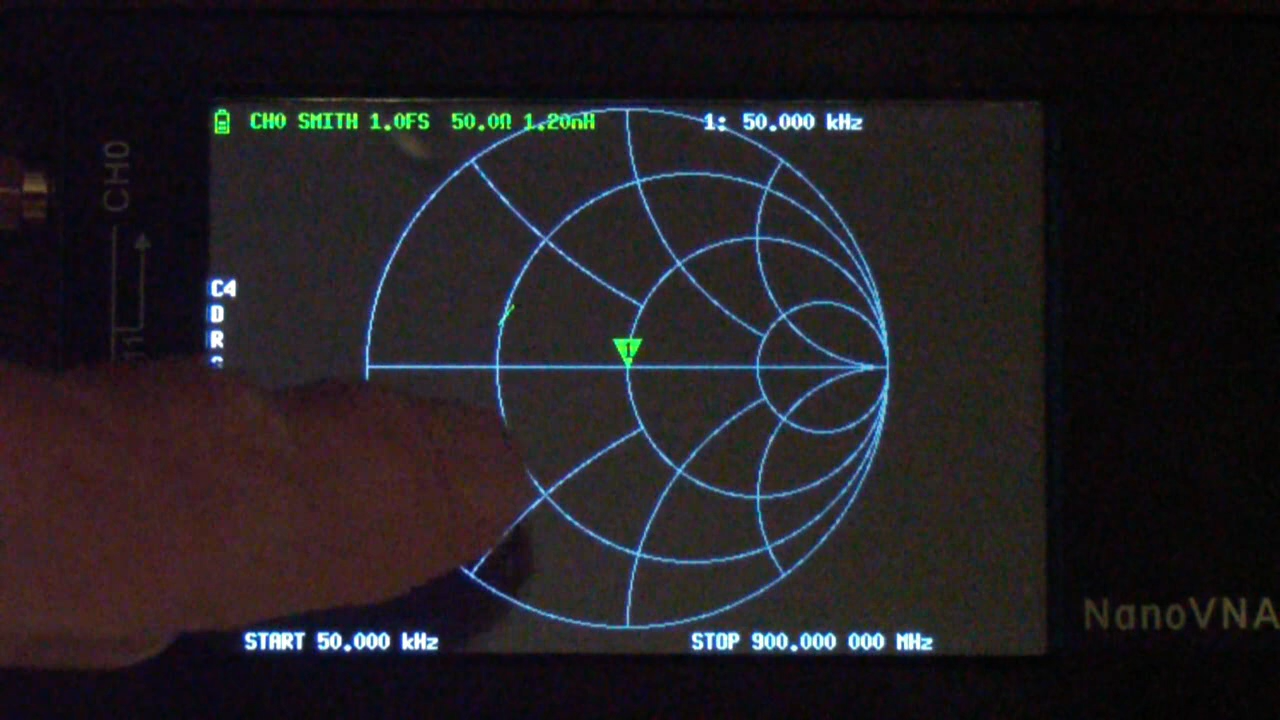 CH0 SMITH 1.0FS 50.0Ω 1.20nH 1: 50.000 kHz
CH0
C4
D
R
1
START 50.000 kHz STOP 900.000 000 MHz
NanoVNA